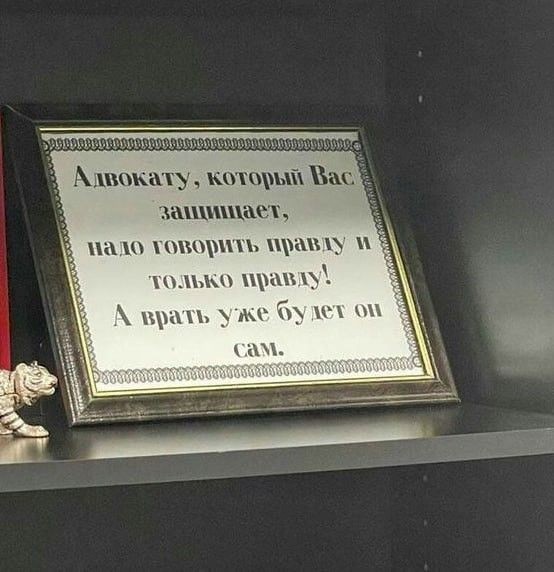 Адвокату, который Вас
защищает,
надо говорить правду и
только правду!
А врать уже будет он
сам.